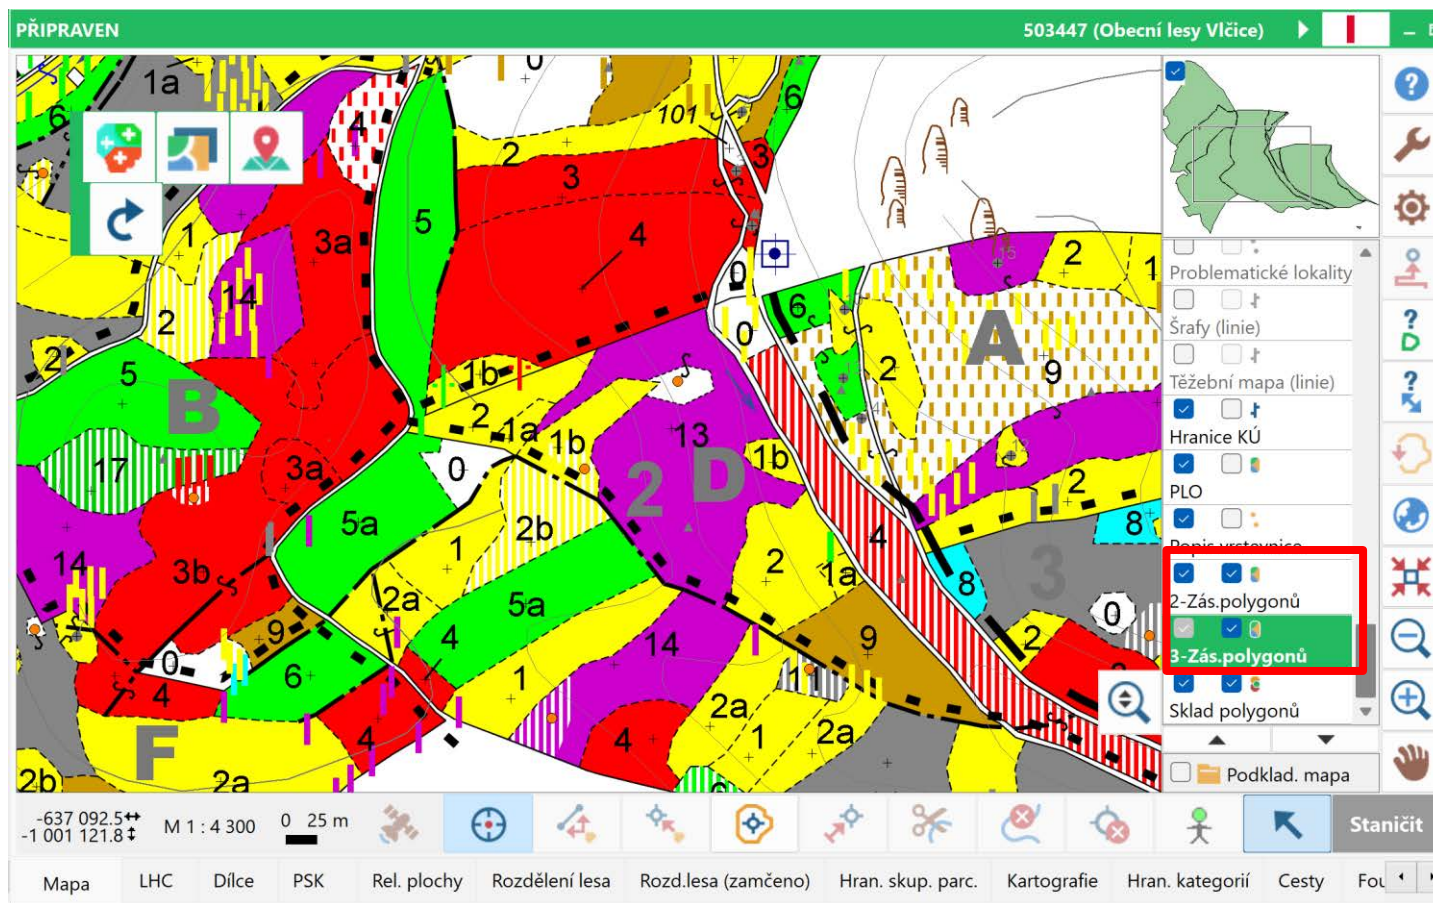 PŘIPRAVEN
503447 (Obecní lesy Vlčice)
1a
0
6
4
101
6
2
3
3
5
1
3a
4
2
1
0
14
6
A
2
0
2
5
1b
2
9
B
2
1a
1b
13
1b
17
3a
0
2 D
2
5a
2b
4
8
14
3b
1
2
1a
8
3
2a
5a
0
9
4
14
9
2
0
6
1
11
4
2a
F
4
4
1
2a
2b
2a
Problematické lokality
Šrafy (linie)
Těžební mapa (linie)
Hranice KÚ
PLO
Popis vrstevnice
2-Zás.polygonů
3-Zás.polygonů
Sklad polygonů
Podklad. mapa
? D
-637 092.5
-1 001 121.8
M 1 : 4 300
0 25 m
Staničit
Mapa LHC Dílce PSK Rel. plochy Rozdělení lesa Rozd.lesa (zamčeno) Hran. skup. parc. Kartografie Hran. kategorií Cesty